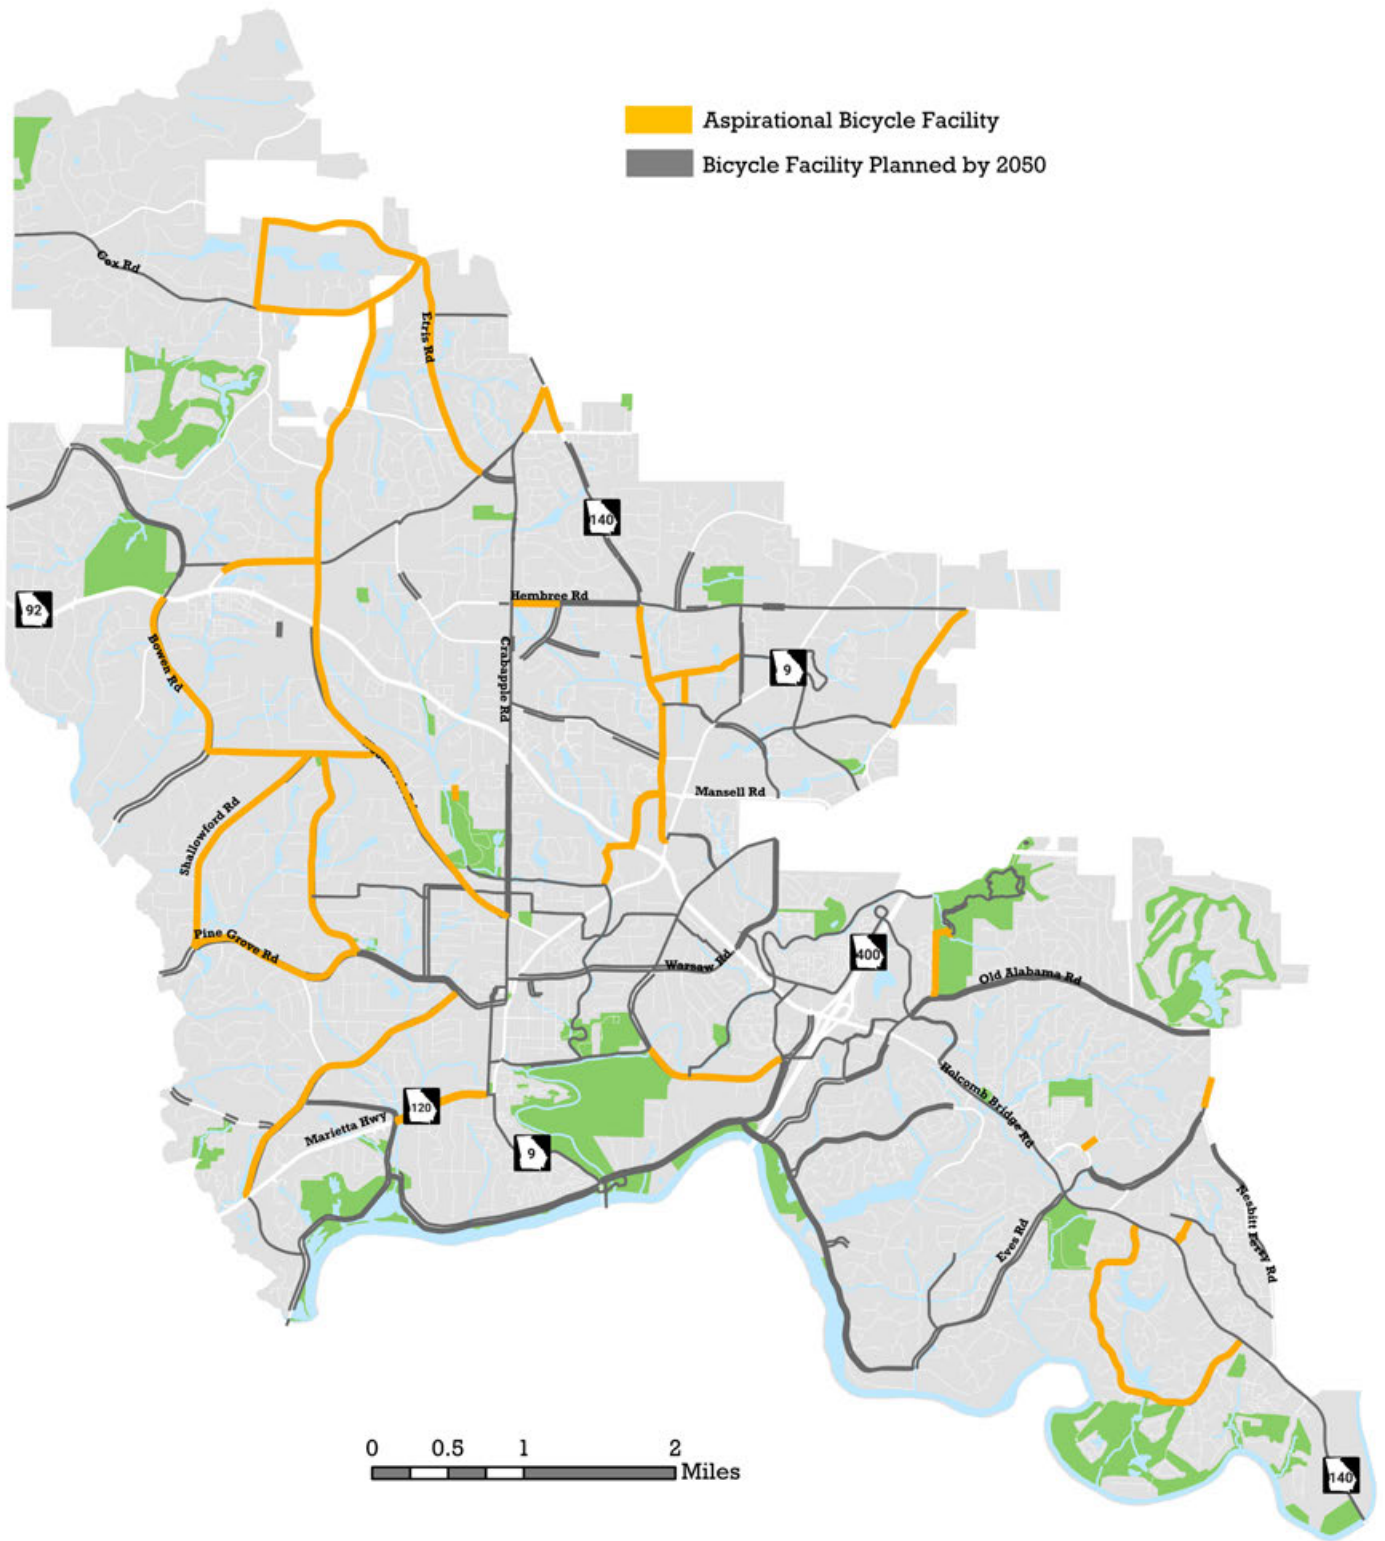 Aspirational Bicycle Facility
Bicycle Facility Planned by 2050
Cox Rd
Etris Rd
140
Hembree Rd
92
Bowen Rd
Crabapple Rd
9
Mansell Rd
Shallowford Rd
Pine Grove Rd
Warsaw Rd
400
Old Alabama Rd
Holcomb Bridge Rd
120
Marietta Hwy
9
Eves Rd
Nesbitt Ferry Rd
0 0.5 1 2
Miles
140